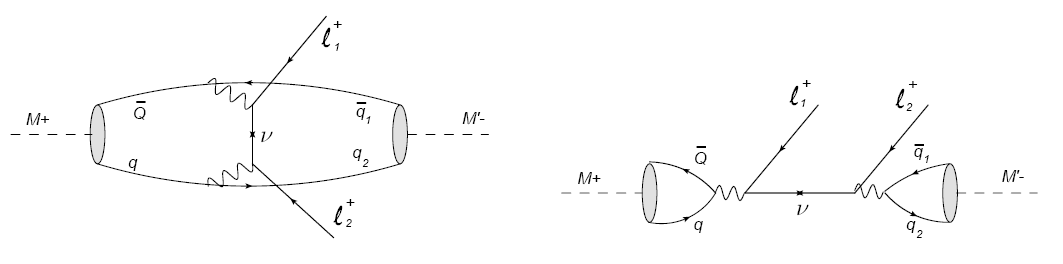 ℓ₁⁺
M+
Q̄
q̄₁
M'-
ν
q
q₂
ℓ₂⁺
ℓ₁⁺
ℓ₂⁺
Q̄
q̄₁
M+
M'-
ν
q
q₂